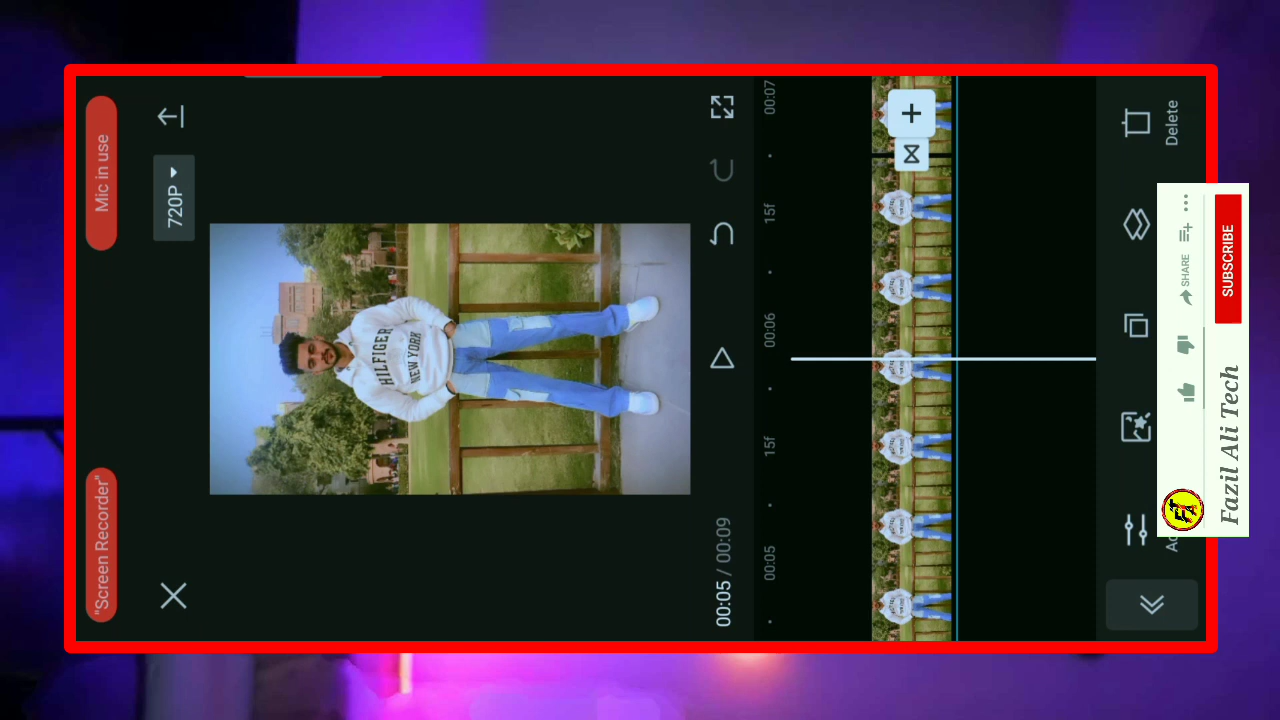 "Screen Recorder"
Mic in use
720P
HILFIGER
NEW YORK
00:05 / 00:09
00:05
15f
00:06
15f
00:07
Delete
SHARE
SUBSCRIBE
Fazil Ali Tech